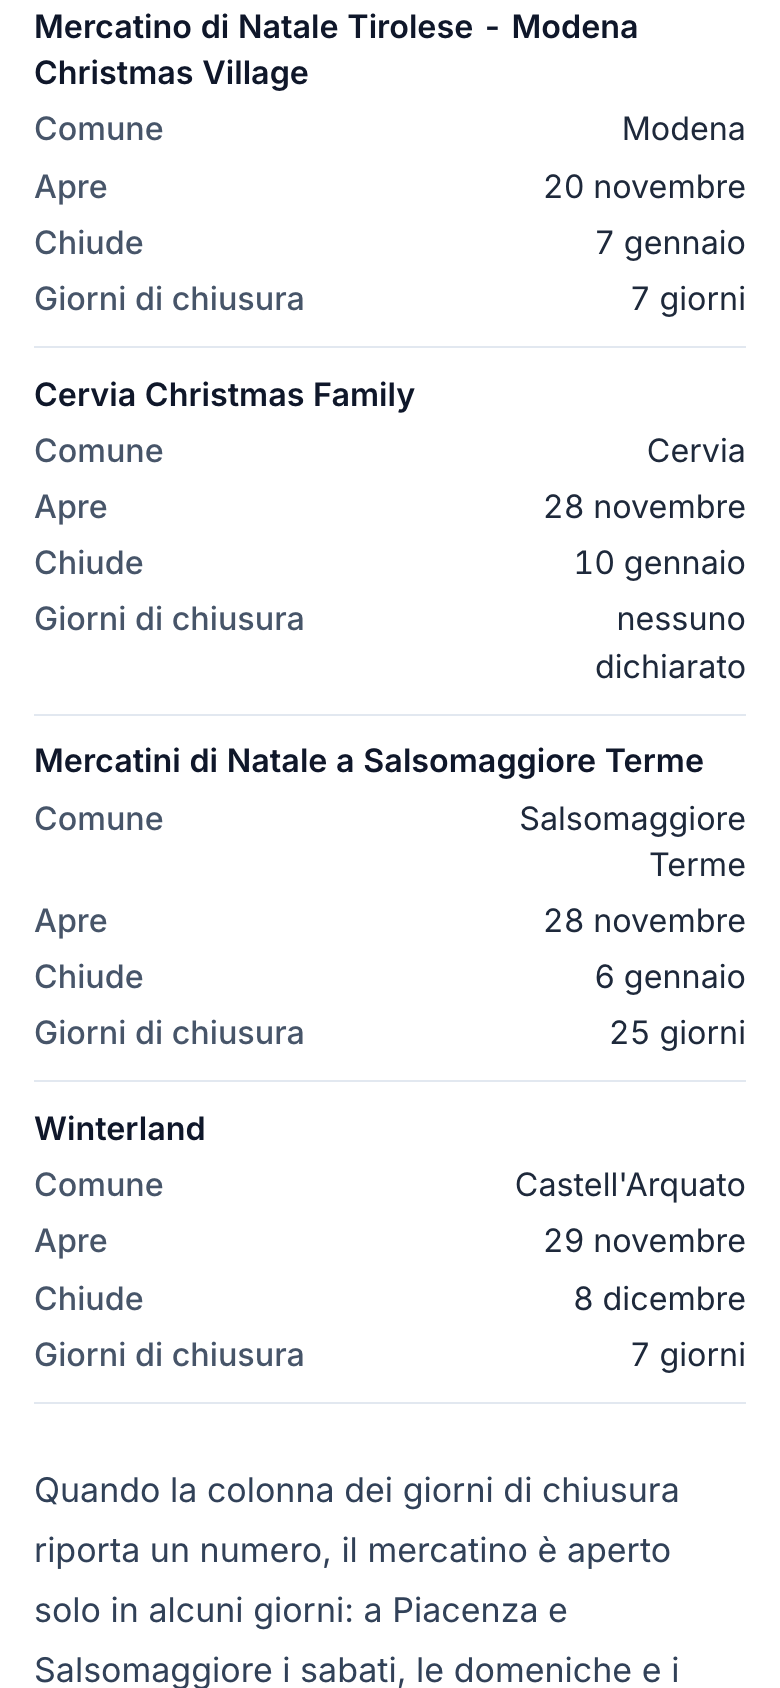 Mercatino di Natale Tirolese - Modena
Christmas Village
Comune Modena
Apre 20 novembre
Chiude 7 gennaio
Giorni di chiusura 7 giorni
Cervia Christmas Family
Comune Cervia
Apre 28 novembre
Chiude 10 gennaio
Giorni di chiusura nessuno
dichiarato
Mercatini di Natale a Salsomaggiore Terme
Comune Salsomaggiore
Terme
Apre 28 novembre
Chiude 6 gennaio
Giorni di chiusura 25 giorni
Winterland
Comune Castell'Arquato
Apre 29 novembre
Chiude 8 dicembre
Giorni di chiusura 7 giorni
Quando la colonna dei giorni di chiusura
riporta un numero, il mercatino è aperto
solo in alcuni giorni: a Piacenza e
Salsomaggiore i sabati, le domeniche e i